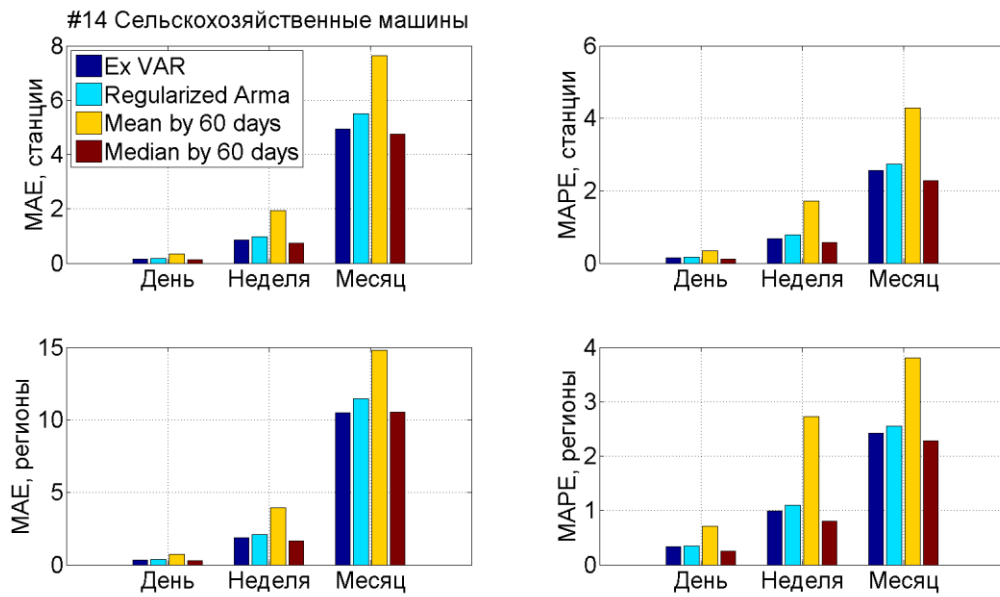 #14 Сельскохозяйственные машины
MAE, станции
8
6
4
2
0
Ex VAR
Regularized Arma
Mean by 60 days
Median by 60 days
День Неделя Месяц
MAPE, станции
6
4
2
0
День Неделя Месяц
MAE, регионы
15
10
5
0
День Неделя Месяц
MAPE, регионы
4
3
2
1
0
День Неделя Месяц